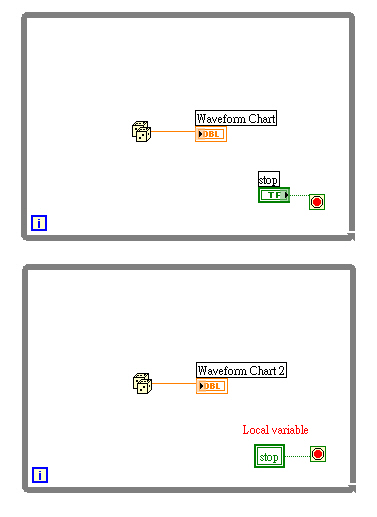 Waveform Chart
DBL
stop
TF
i
Waveform Chart 2
DBL
Local variable
stop
i